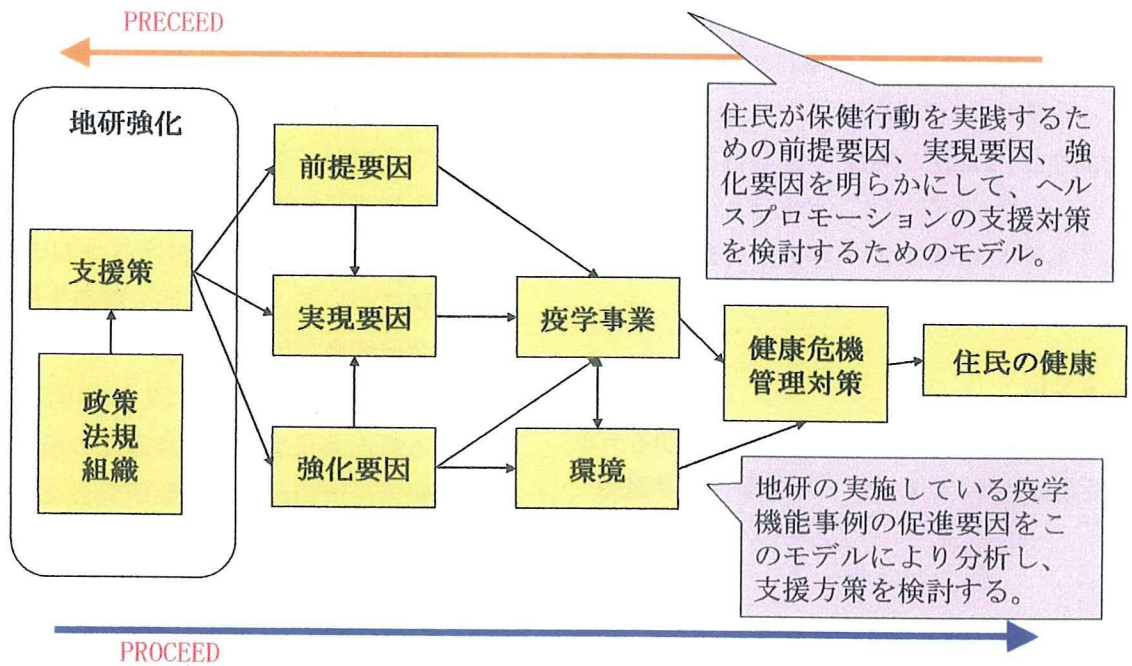 PRECEED
地研強化
支援策
政策
法規
組織
前提要因
実現要因
強化要因
疫学事業
環境
健康危機
管理対策
住民の健康
住民が保健行動を実践するた
めの前提要因、実現要因、強
化要因を明らかにして、ヘル
スプロモーションの支援対策
を検討するためのモデル。
地研の実施している疫学
機能事例の促進要因をこ
のモデルにより分析し、
支援方策を検討する。
PROCEED